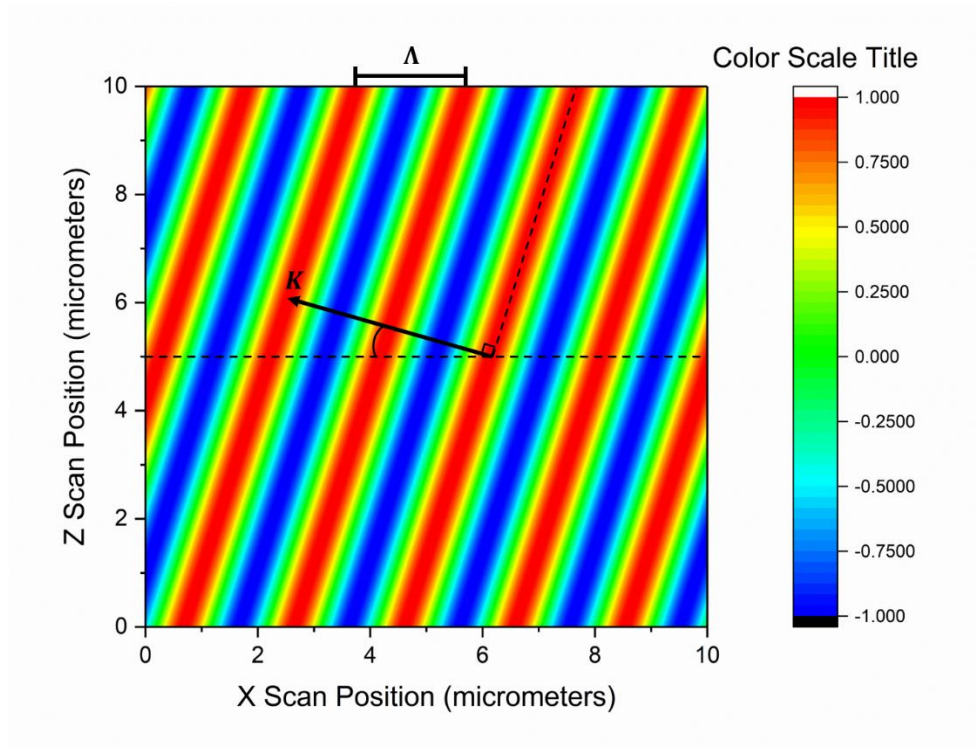 Λ
Color Scale Title
10
8
6
4
2
0
Z Scan Position (micrometers)
K
0 2 4 6 8 10
X Scan Position (micrometers)
1.000
0.7500
0.5000
0.2500
0.000
-0.2500
-0.5000
-0.7500
-1.000